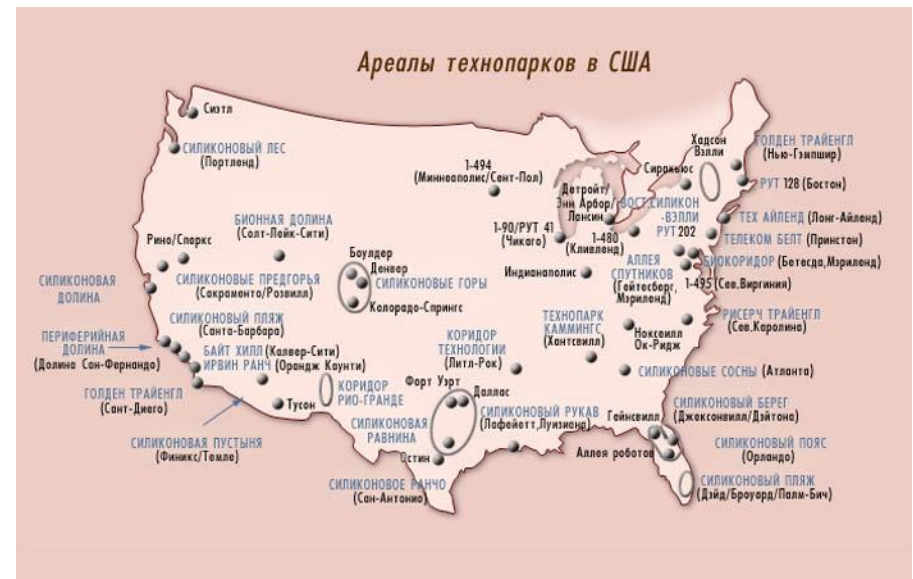 Ареалы технопарков в США
Сиэтл
СИЛИКОНОВЫЙ ЛЕС
(Портленд)
1-494
(Миннеаполис/Сент-Пол)
Хадсон
Вэлли
ГОЛДЕН ТРАЙЕНГЛ
(Нью-Гэмпшир)
Сиракьюс
РУТ 128 (Бостон)
Детройт/
Энн Арбор/
Лансин
ВОСТ.СИЛИКОН
-ВЭЛЛИ
РУТ 202
ТЕХ АЙЛЕНД (Лонг-Айленд)
БИОННАЯ ДОЛИНА
(Солт-Лейк-Сити)
1-90/РУТ 41
(Чикаго)
1-480
(Кливленд)
ТЕЛЕКОМ БЕЛТ (Принстон)
Рино/Спаркс
Боулдер
Денвер
СИЛИКОНОВЫЕ ГОРЫ
Колорадо-Спрингс
Индианаполис
АЛЛЕЯ
СПУТНИКОВ
(Гейтесберг,
Мэриленд)
БИОКОРИДОР (Бетесда,Мэриленд)
1-495 (Сев.Виргиния)
СИЛИКОНОВАЯ
ДОЛИНА
СИЛИКОНОВЫЕ ПРЕДГОРЬЯ
(Сакраменто/Розвилл)
СИЛИКОНОВЫЙ ПЛЯЖ
(Санта-Барбара)
ТЕХНОПАРК
КАММИНГС
(Хантсвилл)
Ноксвилл
Ок-Ридж
РИСЕРЧ ТРАЙЕНГЛ
(Сев.Каролина)
ПЕРИФЕРИЙНАЯ
ДОЛИНА
(Долина Сан-Фернандо)
БАЙТ ХИЛЛ (Калвер-Сити)
ИРВИН РАНЧ (Орандж Каунти)
КОРИДОР
ТЕХНОЛОГИИ
(Литл-Рок)
СИЛИКОНОВЫЕ СОСНЫ (Атланта)
ГОЛДЕН ТРАЙЕНГЛ
(Сант-Диего)
Тусон
КОРИДОР
РИО-ГРАНДЕ
Форт Уэрт
Даллас
СИЛИКОНОВЫЙ РУКАВ
(Лафейетт,Луизиана)
Гейнсвилл
СИЛИКОНОВЫЙ БЕРЕГ
(Джексонвилл/Дэйтона)
СИЛИКОНОВАЯ ПУСТЫНЯ
(Финикс/Темпе)
СИЛИКОНОВАЯ
РАВНИНА
Остин
Аллея роботов
СИЛИКОНОВЫЙ ПОЯС
(Орландо)
СИЛИКОНОВОЕ РАНЧО
(Сан-Антонио)
СИЛИКОНОВЫЙ ПЛЯЖ
(Дэйд/Броуард/Палм-Бич)